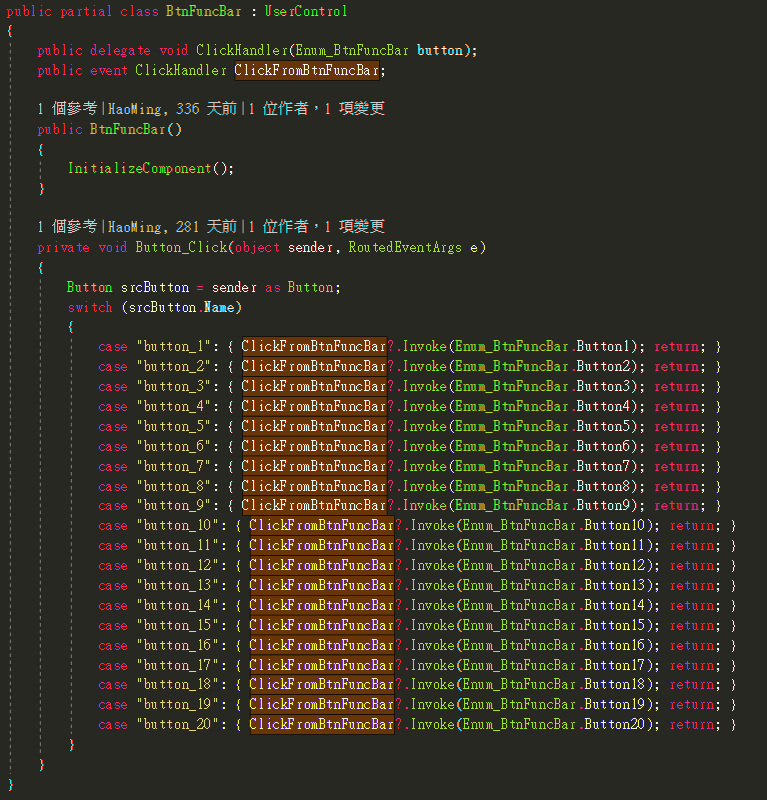 public partial class BtnFuncBar : UserControl
{
public delegate void ClickHandler(Enum_BtnFuncBar button);
public event ClickHandler ClickFromBtnFuncBar;
1 個參考|HaoMing, 336 天前|1 位作者，1 項變更
public BtnFuncBar()
{
InitializeComponent();
}
1 個參考|HaoMing, 281 天前|1 位作者，1 項變更
private void Button_Click(object sender, RoutedEventArgs e)
{
Button srcButton = sender as Button;
switch (srcButton.Name)
{
case "button_1": { ClickFromBtnFuncBar?.Invoke(Enum_BtnFuncBar.Button1); return; }
case "button_2": { ClickFromBtnFuncBar?.Invoke(Enum_BtnFuncBar.Button2); return; }
case "button_3": { ClickFromBtnFuncBar?.Invoke(Enum_BtnFuncBar.Button3); return; }
case "button_4": { ClickFromBtnFuncBar?.Invoke(Enum_BtnFuncBar.Button4); return; }
case "button_5": { ClickFromBtnFuncBar?.Invoke(Enum_BtnFuncBar.Button5); return; }
case "button_6": { ClickFromBtnFuncBar?.Invoke(Enum_BtnFuncBar.Button6); return; }
case "button_7": { ClickFromBtnFuncBar?.Invoke(Enum_BtnFuncBar.Button7); return; }
case "button_8": { ClickFromBtnFuncBar?.Invoke(Enum_BtnFuncBar.Button8); return; }
case "button_9": { ClickFromBtnFuncBar?.Invoke(Enum_BtnFuncBar.Button9); return; }
case "button_10": { ClickFromBtnFuncBar?.Invoke(Enum_BtnFuncBar.Button10); return; }
case "button_11": { ClickFromBtnFuncBar?.Invoke(Enum_BtnFuncBar.Button11); return; }
case "button_12": { ClickFromBtnFuncBar?.Invoke(Enum_BtnFuncBar.Button12); return; }
case "button_13": { ClickFromBtnFuncBar?.Invoke(Enum_BtnFuncBar.Button13); return; }
case "button_14": { ClickFromBtnFuncBar?.Invoke(Enum_BtnFuncBar.Button14); return; }
case "button_15": { ClickFromBtnFuncBar?.Invoke(Enum_BtnFuncBar.Button15); return; }
case "button_16": { ClickFromBtnFuncBar?.Invoke(Enum_BtnFuncBar.Button16); return; }
case "button_17": { ClickFromBtnFuncBar?.Invoke(Enum_BtnFuncBar.Button17); return; }
case "button_18": { ClickFromBtnFuncBar?.Invoke(Enum_BtnFuncBar.Button18); return; }
case "button_19": { ClickFromBtnFuncBar?.Invoke(Enum_BtnFuncBar.Button19); return; }
case "button_20": { ClickFromBtnFuncBar?.Invoke(Enum_BtnFuncBar.Button20); return; }
}
}
}